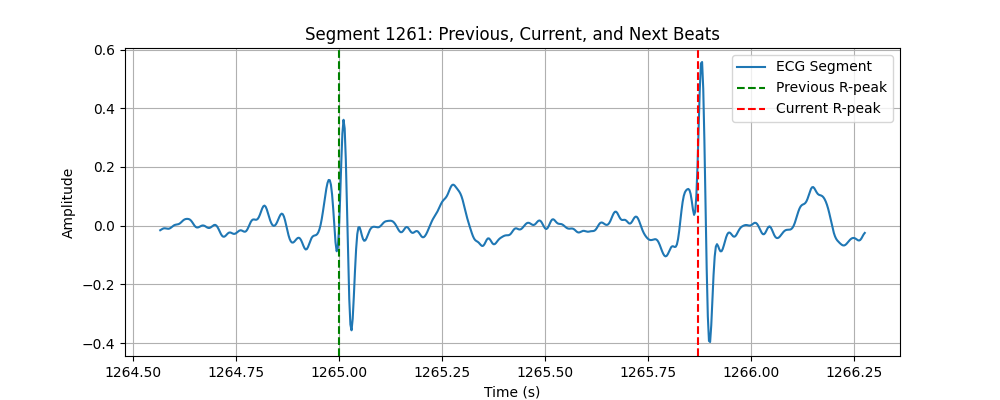 Segment 1261: Previous, Current, and Next Beats
ECG Segment
Previous R-peak
Current R-peak
Amplitude
0.6
0.4
0.2
0.0
−0.2
−0.4
1264.50 1264.75 1265.00 1265.25 1265.50 1265.75 1266.00 1266.25
Time (s)